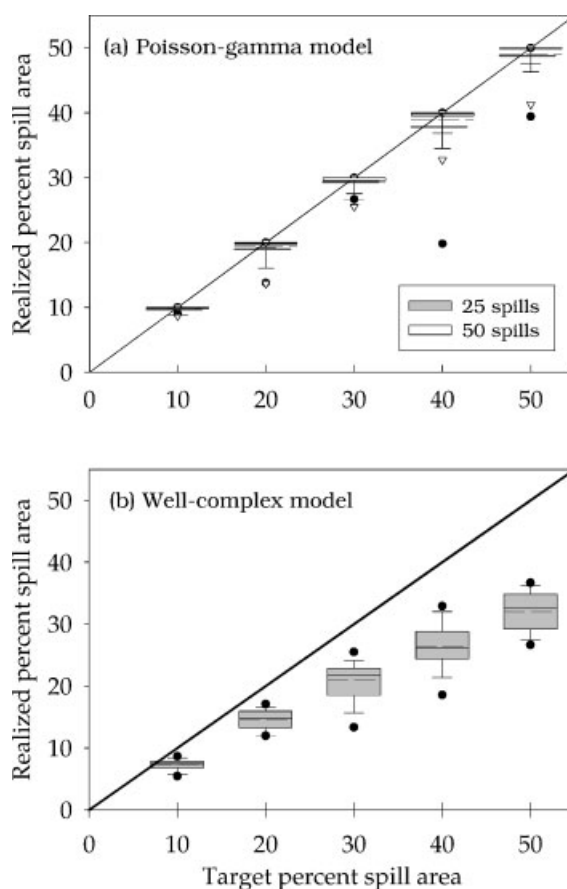 (a) Poisson-gamma model
Realized percent spill area
50
40
30
20
10
0
25 spills
50 spills
0 10 20 30 40 50
(b) Well-complex model
Realized percent spill area
50
40
30
20
10
0
0 10 20 30 40 50
Target percent spill area